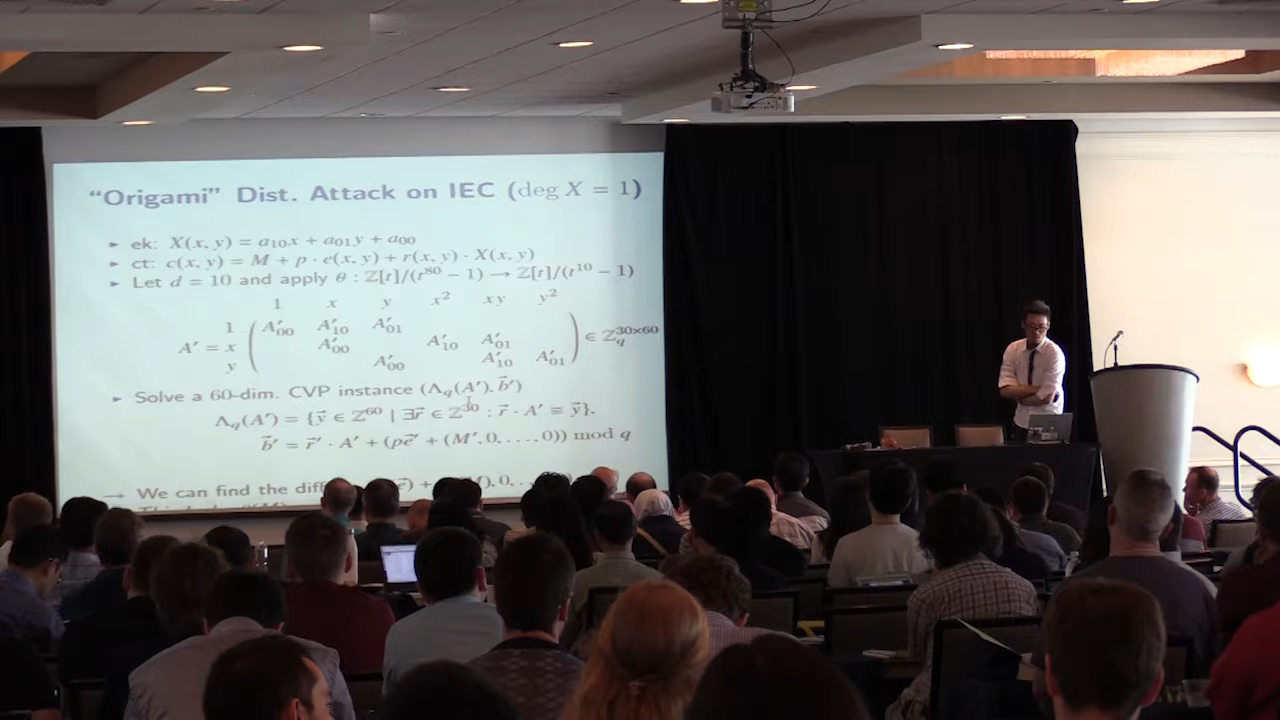 “Origami” Dist. Attack on IEC (deg X = 1)
► ek: X(x, y) = a₁₀x + a₀₁y + a₀₀
► ct: c(x, y) = M + p · e(x, y) + r(x, y) · X(x, y)
► Let d = 10 and apply θ : ℤ[t]/(t⁸⁰ − 1) → ℤ[t]/(t¹⁰ − 1)
1 x y x² xy y²
1 A′₀₀ A′₁₀ A′₀₁
A′ = x A′₀₀ A′₁₀ A′₀₁ ∈ ℤ_q^{30×60}
y A′₀₀ A′₁₀ A′₀₁
► Solve a 60-dim. CVP instance (Λ_q(A′), b⃗′)
Λ_q(A′) = {y⃗ ∈ ℤ⁶⁰ | ∃r⃗ ∈ ℤ³⁰ : r⃗ · A′ ≡ y⃗}.
b⃗′ = r⃗′ · A′ + (pe⃗′ + (M′, 0, . . . , 0)) mod q
→ We can find the